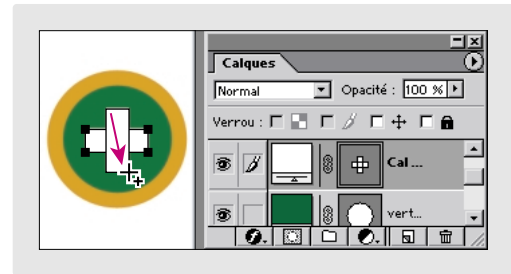 Calques
Normal Opacité : 100 %
Verrou :
Cal ...
vert...